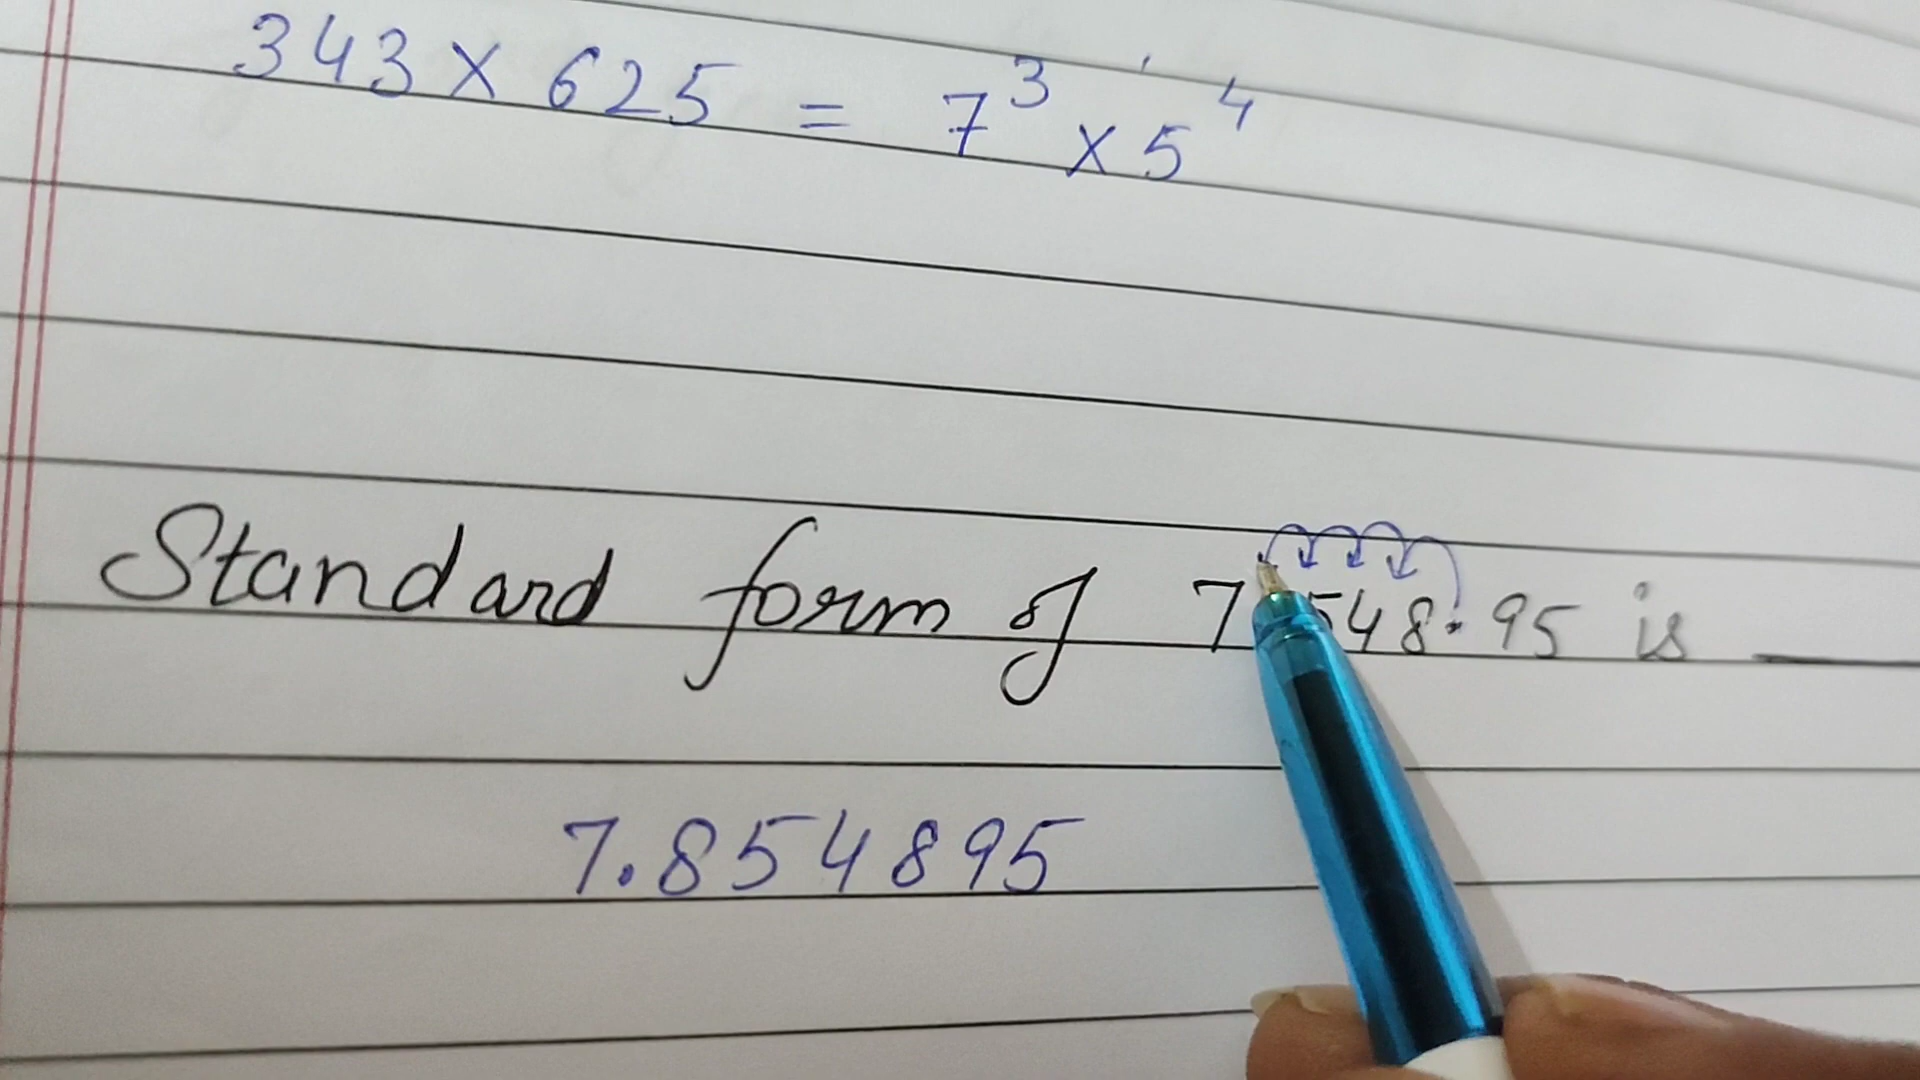 343 × 625 = 7³ × 5⁴
Standard form of 7 548.95 is
7.854895